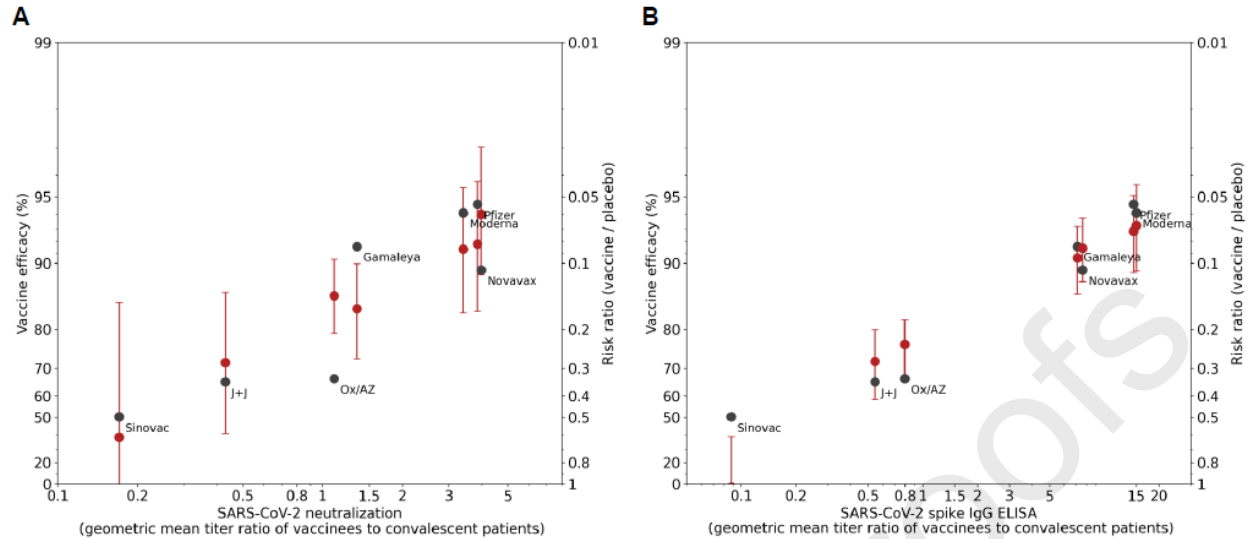 A
B
99
95
90
80
70
60
50
20
0
Vaccine efficacy (%)
0.01
0.05
0.1
0.2
0.3
0.4
0.5
0.8
1
Risk ratio (vaccine / placebo)
Pfizer
Moderna
Gamaleya
Novavax
J+J
Ox/AZ
Sinovac
0.1 0.2 0.5 0.8 1 1.5 2 3 5
SARS-CoV-2 neutralization
(geometric mean titer ratio of vaccinees to convalescent patients)
99
95
90
80
70
60
50
20
0
Vaccine efficacy (%)
0.01
0.05
0.1
0.2
0.3
0.4
0.5
0.8
1
Risk ratio (vaccine / placebo)
Pfizer
Moderna
Gamaleya
Novavax
J+J
Ox/AZ
Sinovac
0.1 0.2 0.5 0.8 1 1.5 2 3 5 15 20
SARS-CoV-2 spike IgG ELISA
(geometric mean titer ratio of vaccinees to convalescent patients)
oofs